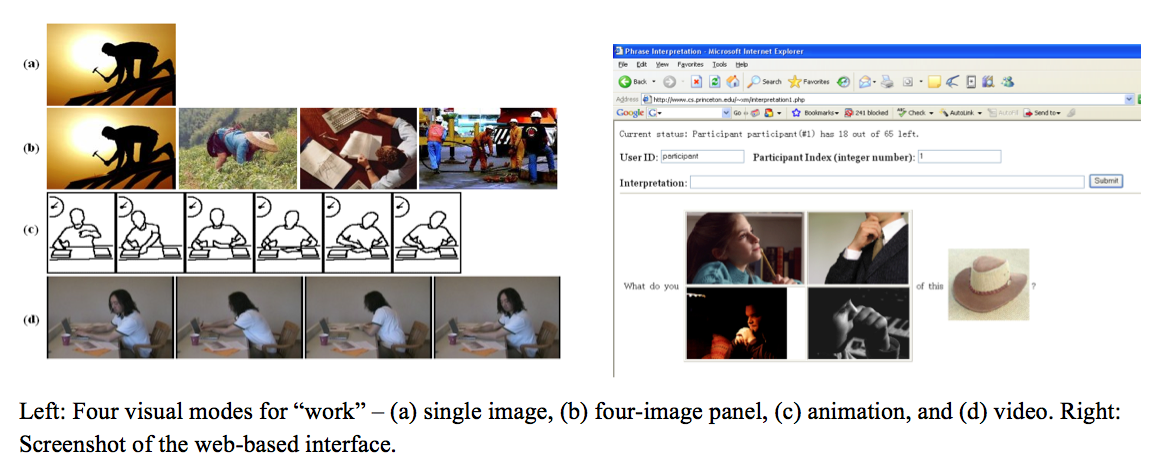 (a)
(b)
(c)
(d)
Phrase Interpretation - Microsoft Internet Explorer
File Edit View Favorites Tools Help
Back Search Favorites
Address http://www.cs.princeton.edu/~xm/interpretation1.php
Google G Go Bookmarks 241 blocked Check AutoLink AutoFill Send to
Current status: Participant participant(#1) has 18 out of 65 left.
User ID: participant Participant Index (integer number): 1
Interpretation: Submit
What do you of this ?
Left: Four visual modes for “work” – (a) single image, (b) four-image panel, (c) animation, and (d) video. Right:
Screenshot of the web-based interface.